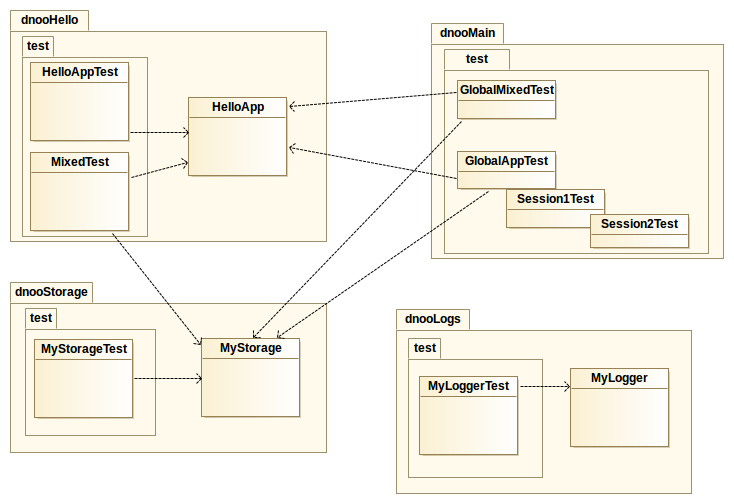 dnooHello
test
HelloAppTest
HelloApp
MixedTest
dnooMain
test
GlobalMixedTest
GlobalAppTest
Session1Test
Session2Test
dnooStorage
test
MyStorageTest
MyStorage
dnooLogs
test
MyLoggerTest
MyLogger